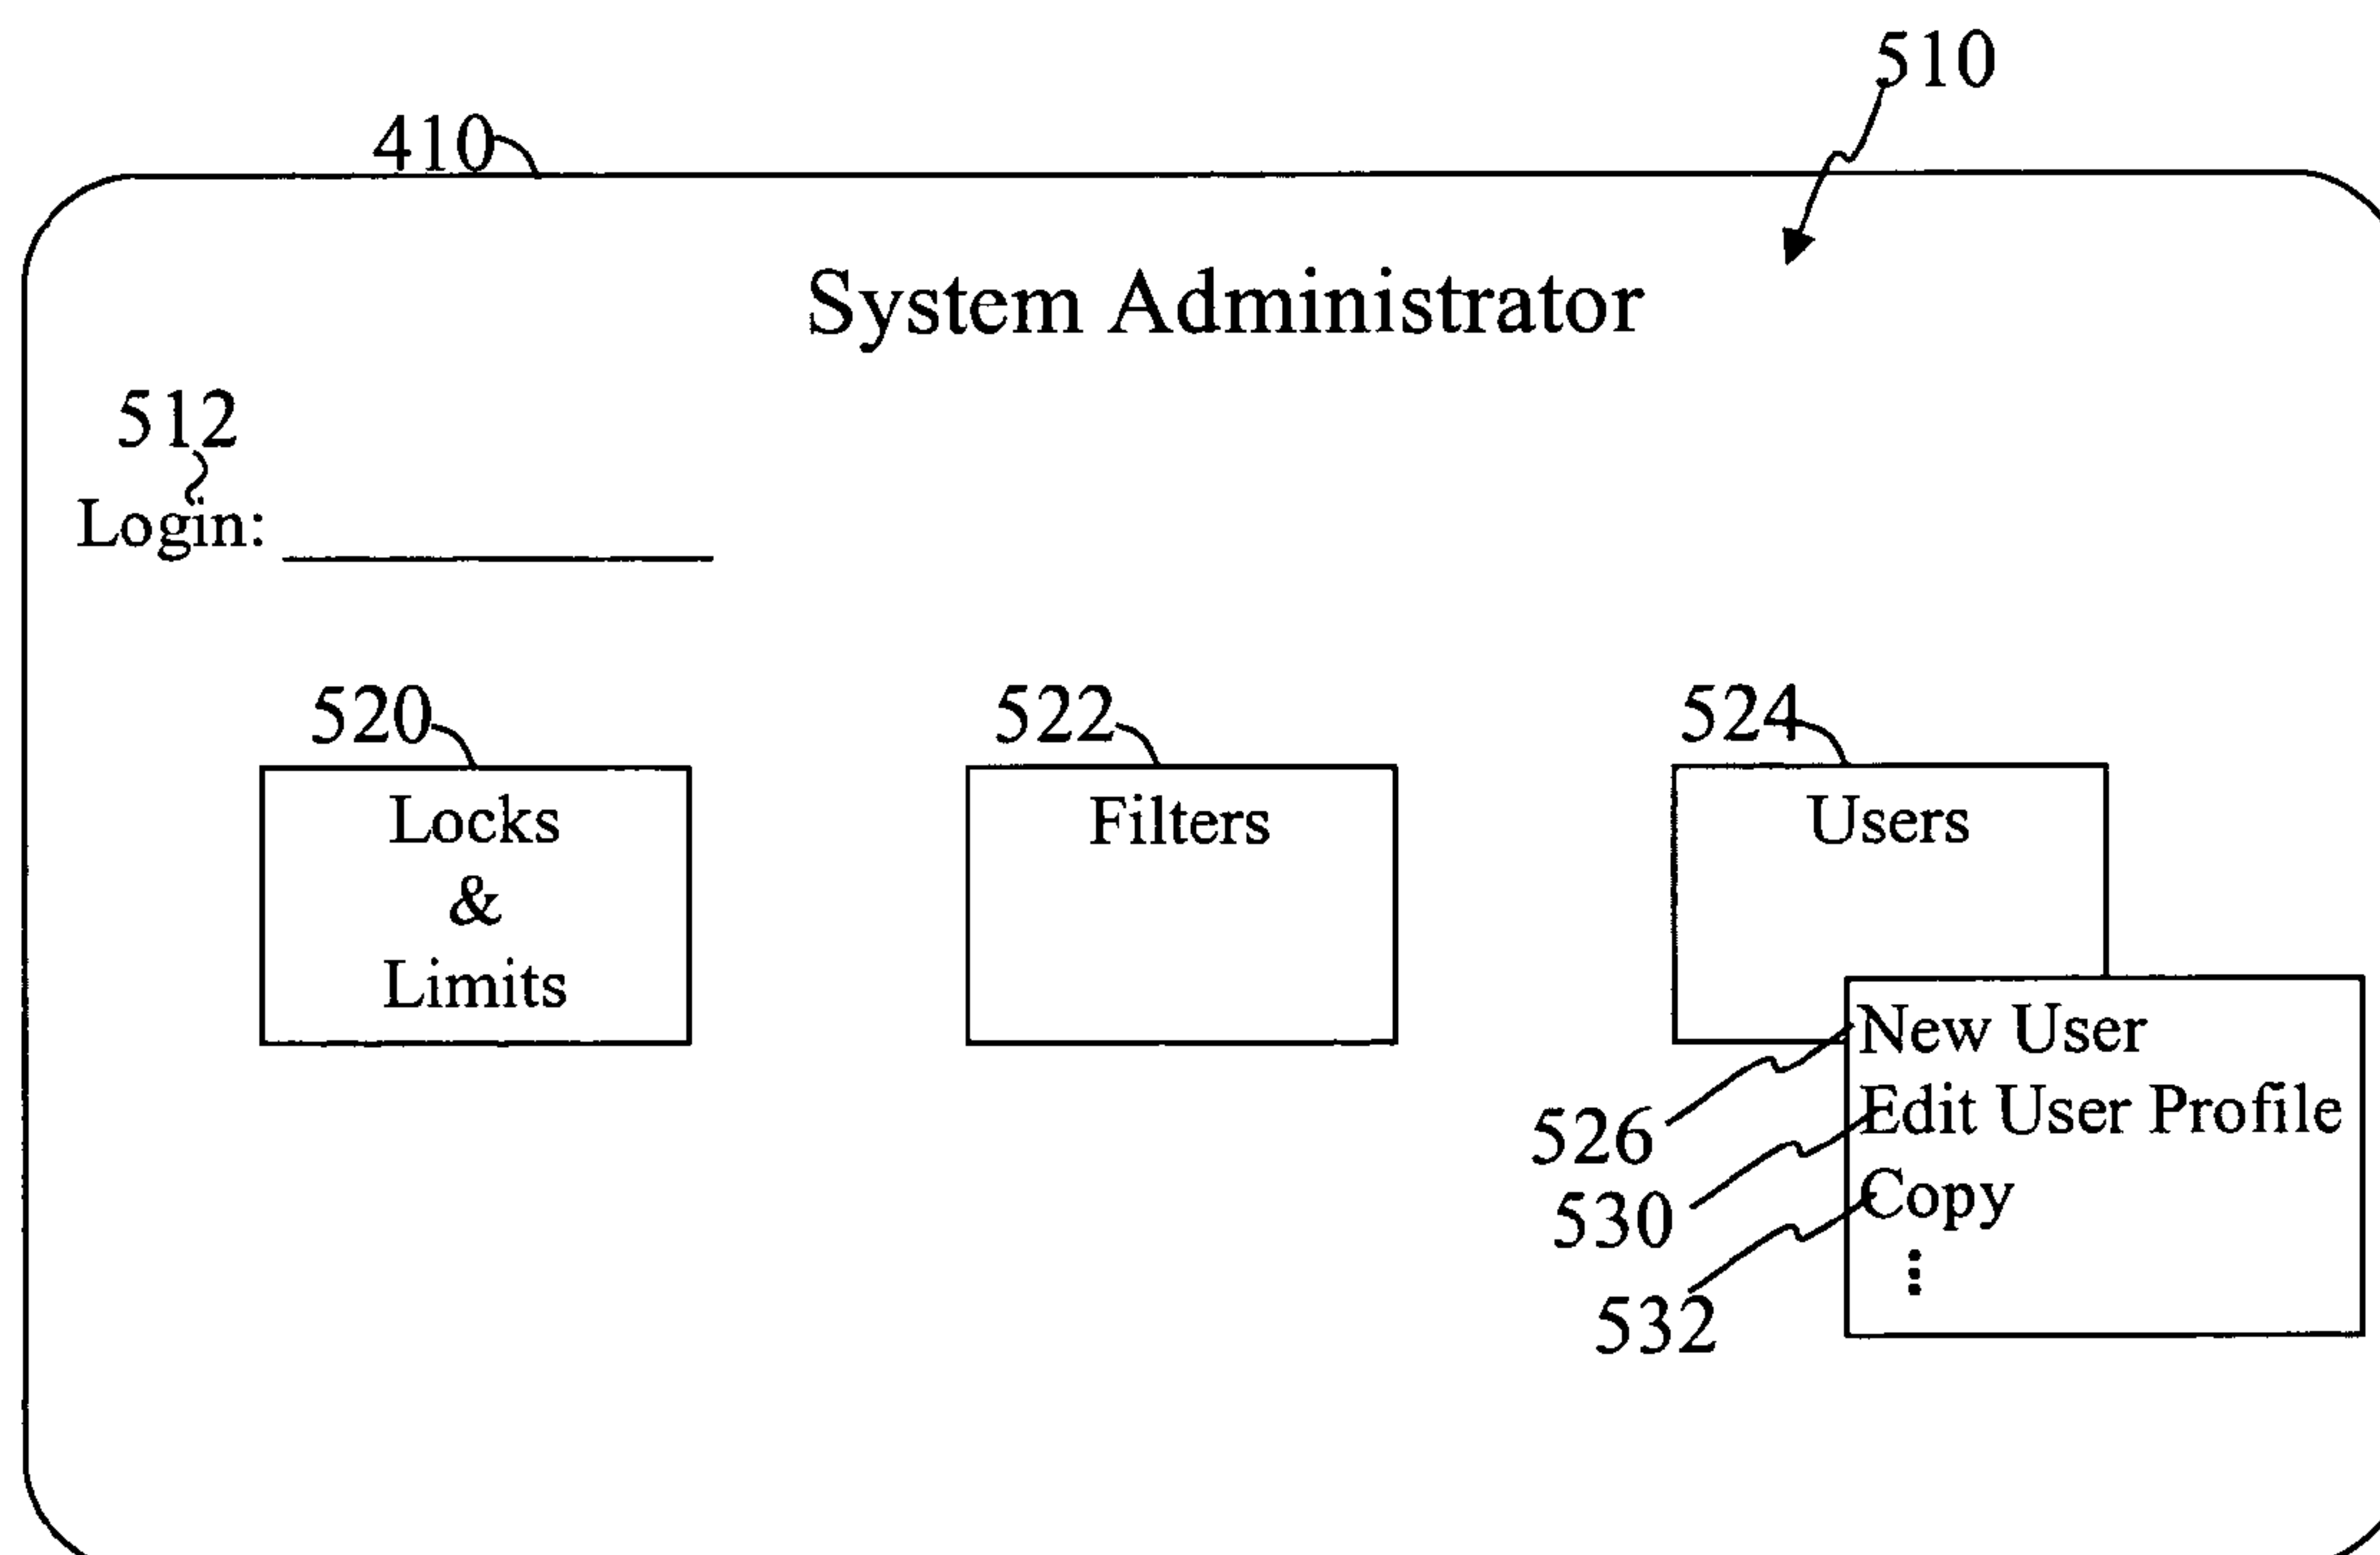 510
410
System Administrator
512
Login:
520
522
524
Locks
&
Limits
Filters
Users
New User
Edit User Profile
Copy
526
530
532